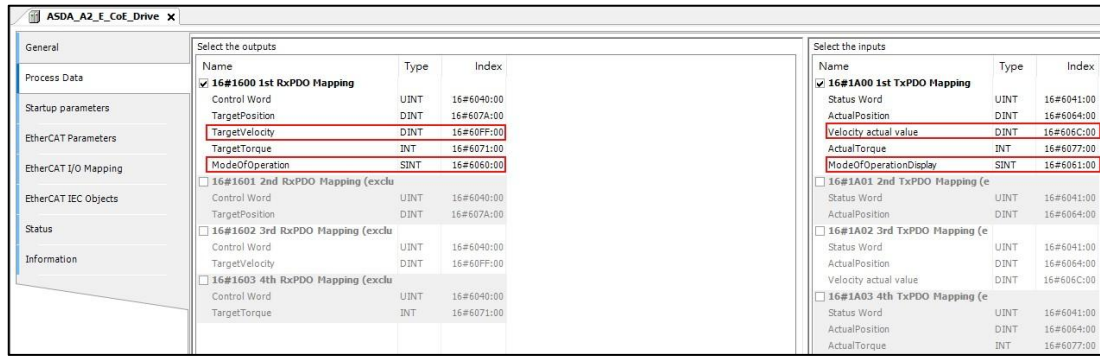 ASDA_A2_E_CoE_Drive X
General
Process Data
Startup parameters
EtherCAT Parameters
EtherCAT I/O Mapping
EtherCAT IEC Objects
Status
Information
Select the outputs
Name Type Index
16#1600 1st RxPDO Mapping
Control Word UINT 16#6040:00
TargetPosition DINT 16#607A:00
TargetVelocity DINT 16#60FF:00
TargetTorque INT 16#6071:00
ModeOfOperation SINT 16#6060:00
16#1601 2nd RxPDO Mapping (exclu
Control Word UINT 16#6040:00
TargetPosition DINT 16#607A:00
16#1602 3rd RxPDO Mapping (exclu
Control Word UINT 16#6040:00
TargetVelocity DINT 16#60FF:00
16#1603 4th RxPDO Mapping (exclu
Control Word UINT 16#6040:00
TargetTorque INT 16#6071:00
Select the inputs
Name Type Index
16#1A00 1st TxPDO Mapping
Status Word UINT 16#6041:00
ActualPosition DINT 16#6064:00
Velocity actual value DINT 16#606C:00
ActualTorque INT 16#6077:00
ModeOfOperationDisplay SINT 16#6061:00
16#1A01 2nd TxPDO Mapping (e
Status Word UINT 16#6041:00
ActualPosition DINT 16#6064:00
16#1A02 3rd TxPDO Mapping (e
Status Word UINT 16#6041:00
ActualPosition DINT 16#6064:00
Velocity actual value DINT 16#606C:00
16#1A03 4th TxPDO Mapping (e
Status Word UINT 16#6041:00
ActualPosition DINT 16#6064:00
ActualTorque INT 16#6077:00